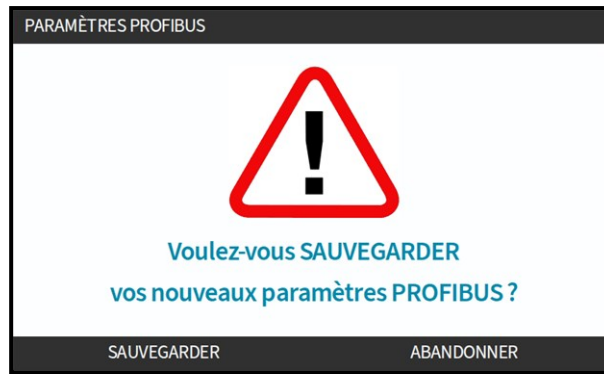 PARAMÈTRES PROFIBUS
Voulez-vous SAUVEGARDER
vos nouveaux paramètres PROFIBUS ?
SAUVEGARDER ABANDONNER